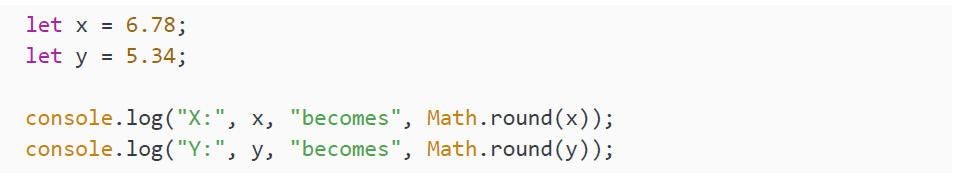 let x = 6.78;
let y = 5.34;
console.log("X:", x, "becomes", Math.round(x));
console.log("Y:", y, "becomes", Math.round(y));